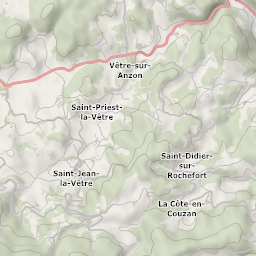 Vêtre-sur-
Anzon
Saint-Priest-
la-Vêtre
Saint-Didier-
sur-
Rochefort
Saint-Jean-
la-Vêtre
La Côte-en-
Couzan